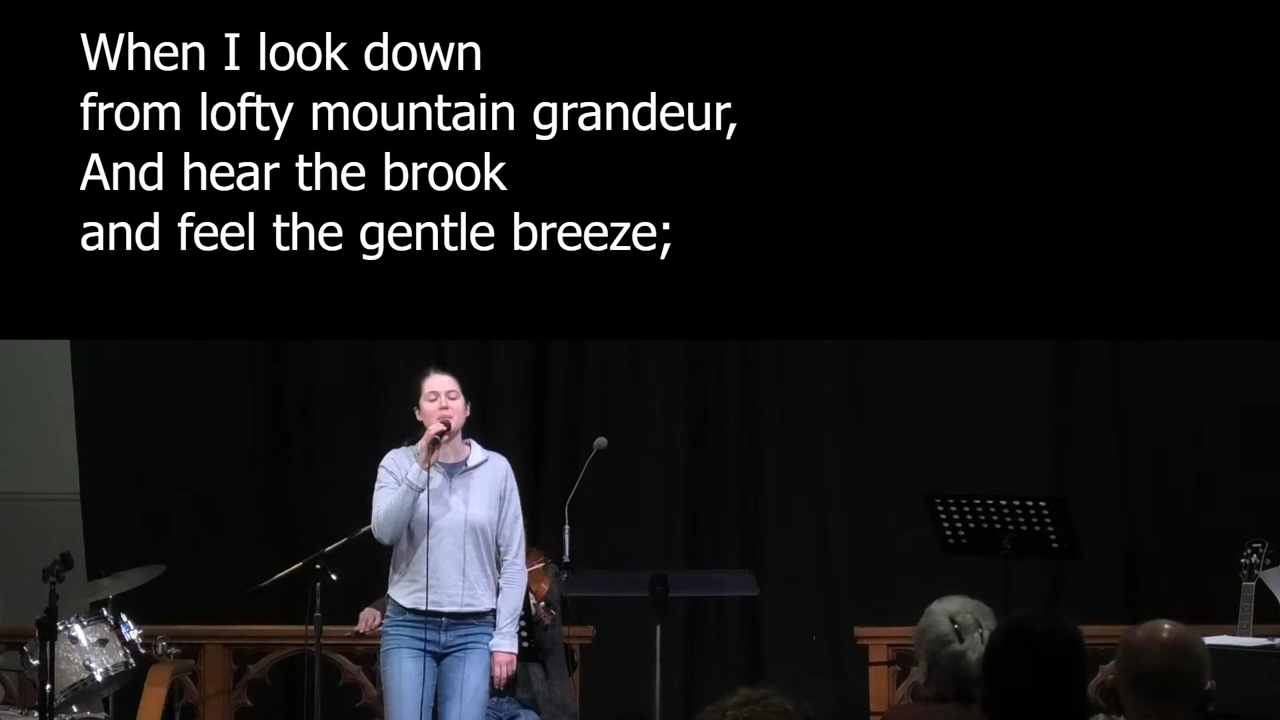 When I look down
from lofty mountain grandeur,
And hear the brook
and feel the gentle breeze;